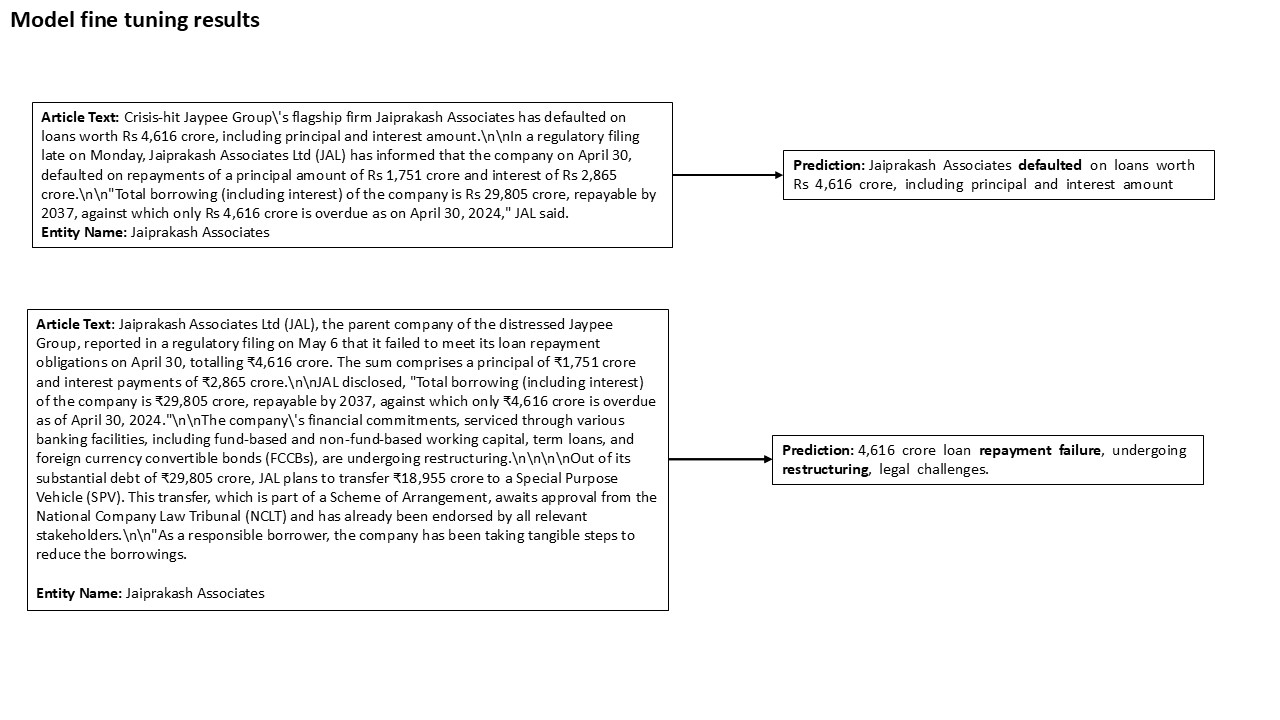 Model fine tuning results
Article Text: Crisis-hit Jaypee Group\'s flagship firm Jaiprakash Associates has defaulted on
loans worth Rs 4,616 crore, including principal and interest amount.\n\nIn a regulatory filing
late on Monday, Jaiprakash Associates Ltd (JAL) has informed that the company on April 30,
defaulted on repayments of a principal amount of Rs 1,751 crore and interest of Rs 2,865
crore.\n\n"Total borrowing (including interest) of the company is Rs 29,805 crore, repayable by
2037, against which only Rs 4,616 crore is overdue as on April 30, 2024," JAL said.
Entity Name: Jaiprakash Associates
Prediction: Jaiprakash Associates defaulted on loans worth
Rs 4,616 crore, including principal and interest amount
Article Text: Jaiprakash Associates Ltd (JAL), the parent company of the distressed Jaypee
Group, reported in a regulatory filing on May 6 that it failed to meet its loan repayment
obligations on April 30, totalling ₹4,616 crore. The sum comprises a principal of ₹1,751 crore
and interest payments of ₹2,865 crore.\n\nJAL disclosed, "Total borrowing (including interest)
of the company is ₹29,805 crore, repayable by 2037, against which only ₹4,616 crore is overdue
as of April 30, 2024."\n\nThe company\'s financial commitments, serviced through various
banking facilities, including fund-based and non-fund-based working capital, term loans, and
foreign currency convertible bonds (FCCBs), are undergoing restructuring.\n\n\n\nOut of its
substantial debt of ₹29,805 crore, JAL plans to transfer ₹18,955 crore to a Special Purpose
Vehicle (SPV). This transfer, which is part of a Scheme of Arrangement, awaits approval from the
National Company Law Tribunal (NCLT) and has already been endorsed by all relevant
stakeholders.\n\n"As a responsible borrower, the company has been taking tangible steps to
reduce the borrowings.
Entity Name: Jaiprakash Associates
Prediction: 4,616 crore loan repayment failure, undergoing
restructuring, legal challenges.